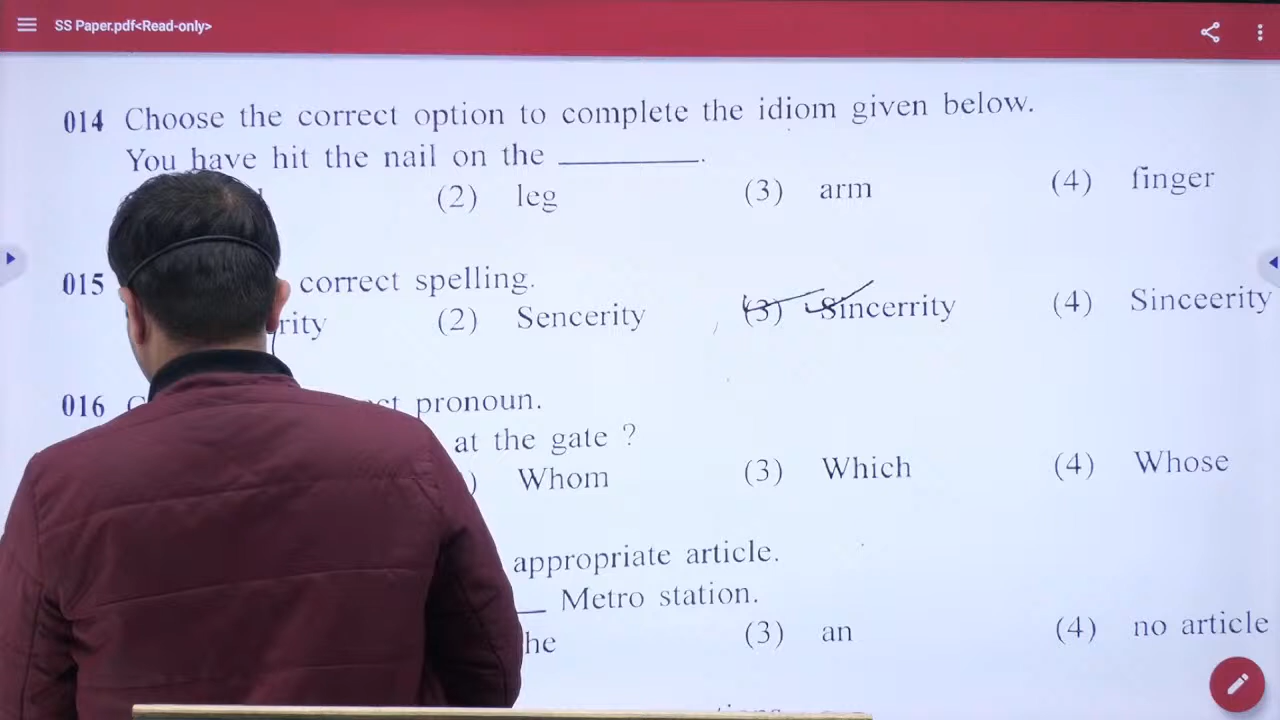 SS Paper.pdf<Read-only>
014 Choose the correct option to complete the idiom given below.
You have hit the nail on the ________.
(2) leg (3) arm (4) finger
015 correct spelling.
rity (2) Sencerity (3) Sincerrity (4) Sinceerity
016 pronoun.
at the gate ?
) Whom (3) Which (4) Whose
appropriate article.
__ Metro station.
he (3) an (4) no article